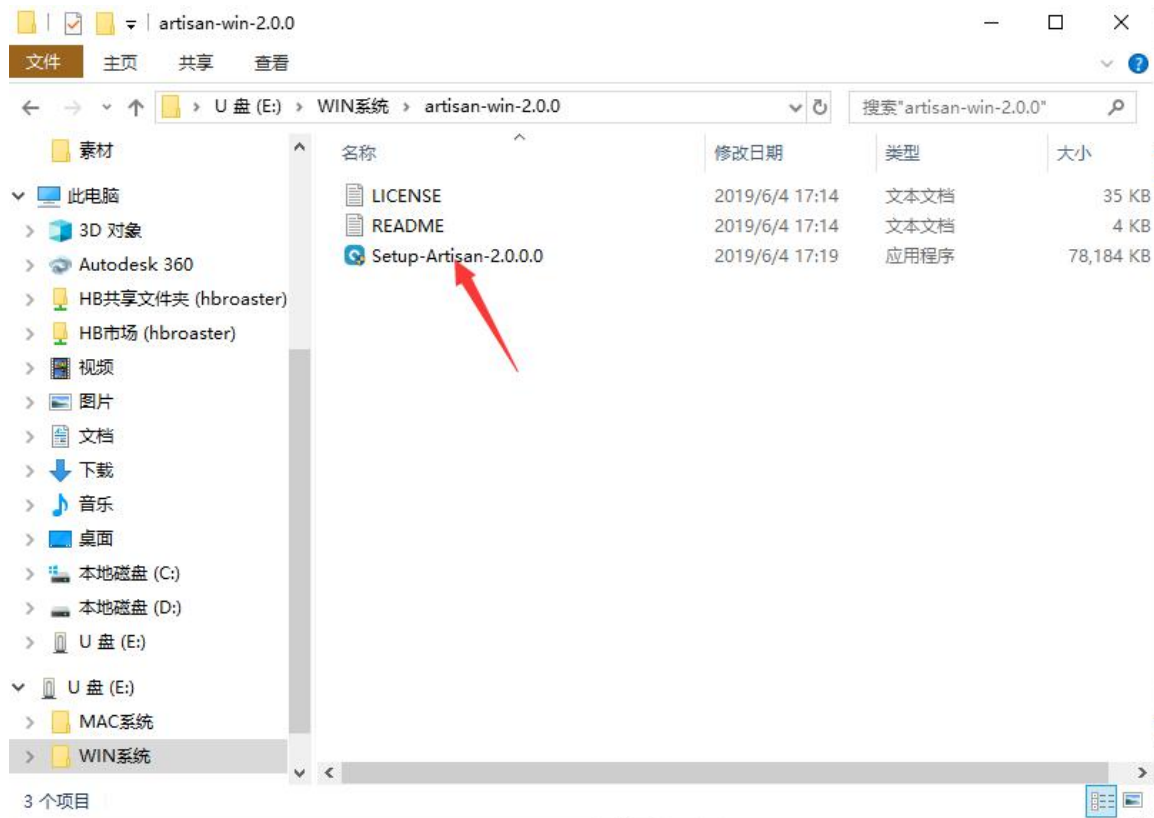 artisan-win-2.0.0
文件 主页 共享 查看
U 盘 (E:) › WIN系统 › artisan-win-2.0.0 搜索"artisan-win-2.0.0"
素材
此电脑
3D 对象
Autodesk 360
HB共享文件夹 (hbroaster)
HB市场 (hbroaster)
视频
图片
文档
下载
音乐
桌面
本地磁盘 (C:)
本地磁盘 (D:)
U 盘 (E:)
U 盘 (E:)
MAC系统
WIN系统
名称 修改日期 类型 大小
LICENSE 2019/6/4 17:14 文本文档 35 KB
README 2019/6/4 17:14 文本文档 4 KB
Setup-Artisan-2.0.0.0 2019/6/4 17:19 应用程序 78,184 KB
3 个项目